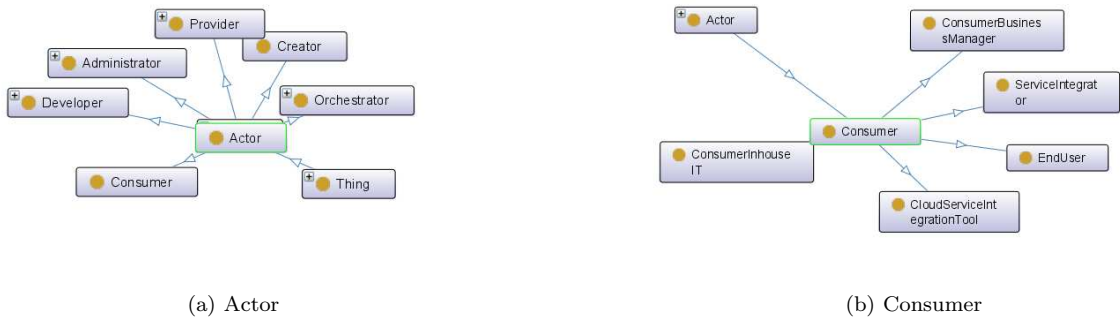 Provider
Creator
Administrator
Developer
Orchestrator
Actor
Consumer
Thing
(a) Actor
Actor
ConsumerBusines
sManager
ServiceIntegrat
or
Consumer
ConsumerInhouse
IT
EndUser
CloudServiceInt
egrationTool
(b) Consumer